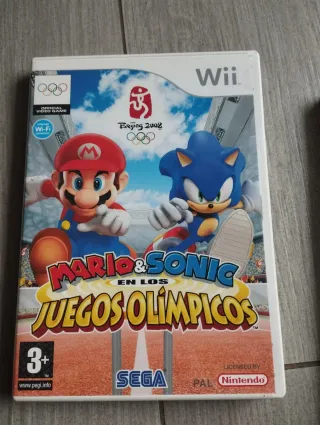 Wii
OFFICIAL
VIDEO GAME
Wi-Fi
Beijing 2008
M
MARIO & SONIC
EN LOS
JUEGOS OLÍMPICOS
TM
3+
www.pegi.info
SEGA
PAL
LICENSED BY
Nintendo